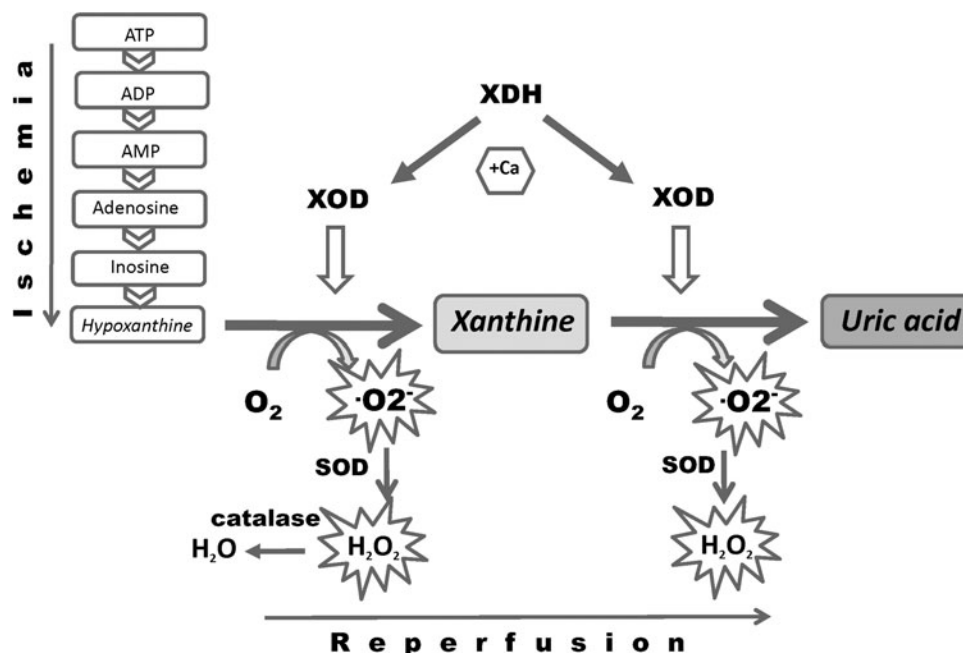 Ischemia
ATP
ADP
AMP
Adenosine
Inosine
Hypoxanthine
XDH
+Ca
XOD
XOD
Xanthine
Uric acid
O₂
·O2⁻
O₂
·O2⁻
SOD
SOD
catalase
H₂O
H₂O₂
H₂O₂
Reperfusion